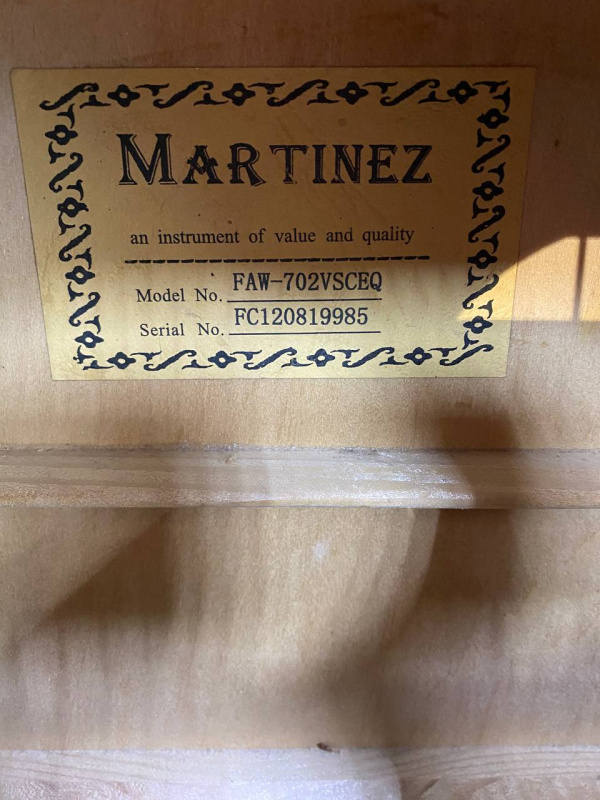 MARTINEZ
an instrument of value and quality
Model No. FAW-702VSCEQ
Serial No. FC120819985